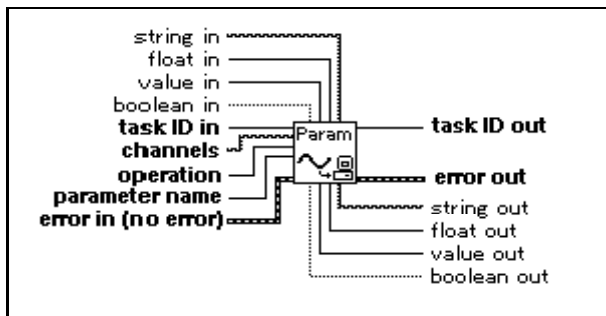 string in
float in
value in
boolean in
task ID in
channels
operation
parameter name
error in (no error)
Param
task ID out
error out
string out
float out
value out
boolean out